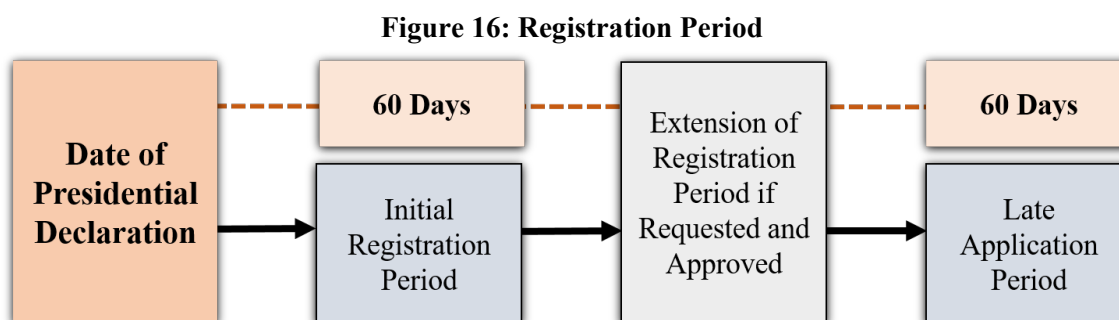 Figure 16: Registration Period
Date of
Presidential
Declaration
60 Days
Initial
Registration
Period
Extension of
Registration
Period if
Requested and
Approved
60 Days
Late
Application
Period